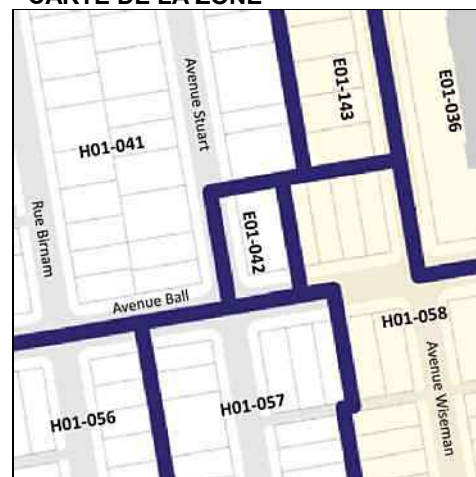 CARTE DE LA ZONE
Avenue Stuart
E01-143
E01-036
H01-041
Rue Birnam
E01-042
Avenue Ball
H01-058
Avenue Wiseman
H01-057
H01-056